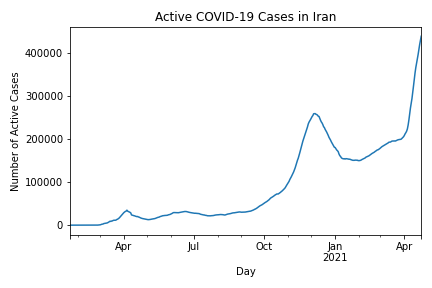 Active COVID-19 Cases in Iran
Number of Active Cases
400000
300000
200000
100000
0
Apr Jul Oct Jan Apr
2021
Day